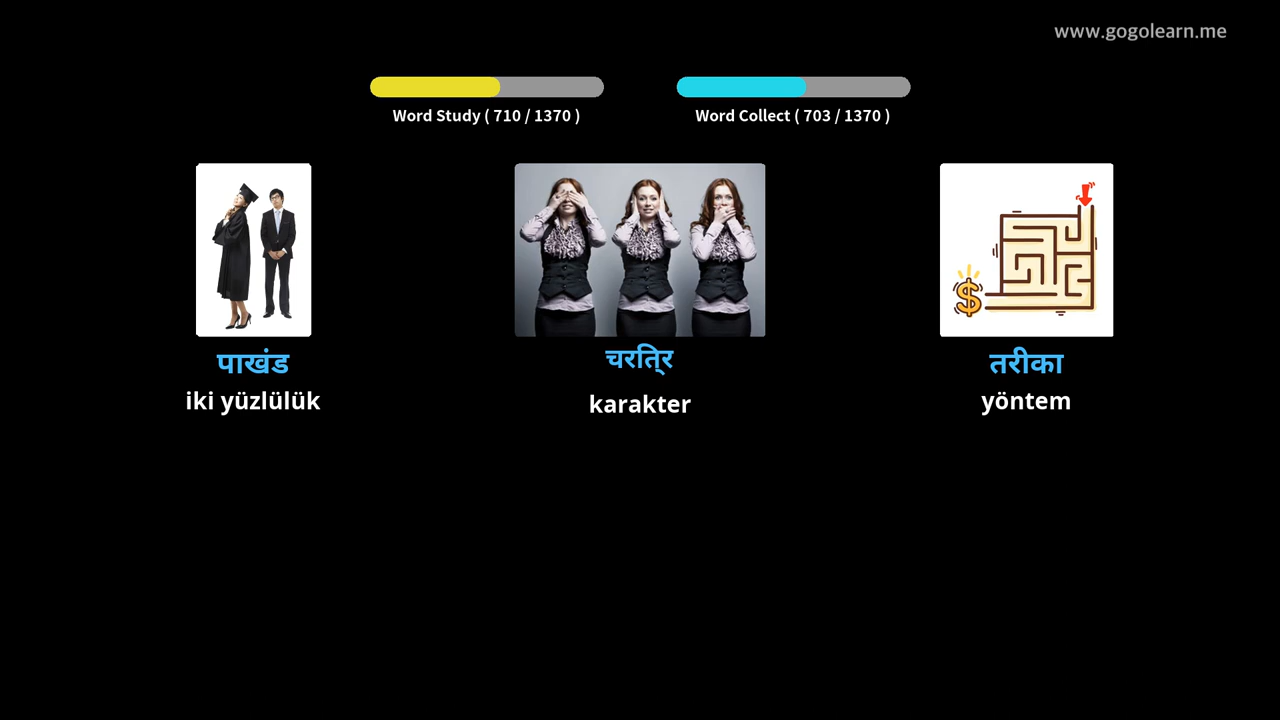 www.gogolearn.me
Word Study ( 710 / 1370 )
Word Collect ( 703 / 1370 )
पाखंड
चरित्र
तरीका
iki yüzlülük
karakter
yöntem